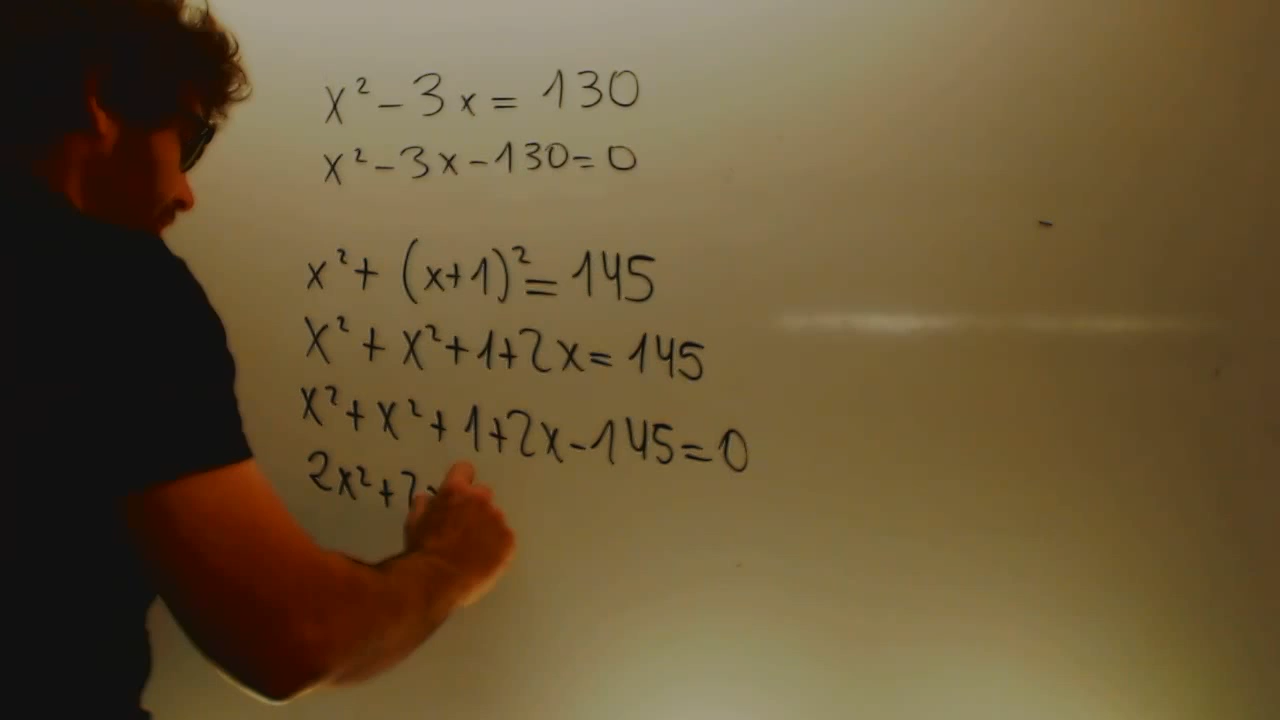 x² - 3x = 130
x² - 3x - 130 = 0
x² + (x+1)² = 145
x² + x² + 1 + 2x = 145
x² + x² + 1 + 2x - 145 = 0
2x² + 2x